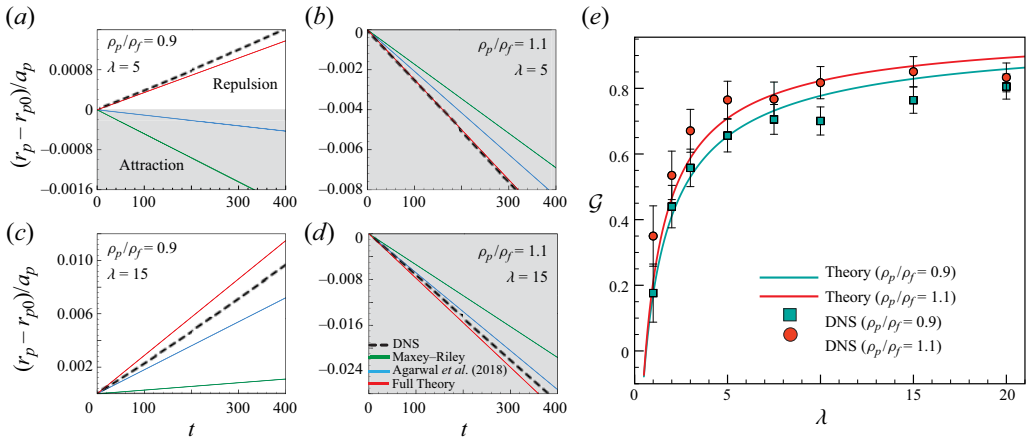 (a)
ρp/ρf = 0.9
λ = 5
Repulsion
Attraction
(rp – rp0)/ap
0.0008
0
–0.0008
–0.0016
0 100 200 300 400
(b)
ρp/ρf = 1.1
λ = 5
0
–0.002
–0.004
–0.006
–0.008
0 100 200 300 400
(c)
ρp/ρf = 0.9
λ = 15
(rp – rp0)/ap
0.010
0.006
0.002
0 100 200 300 400
t
(d)
ρp/ρf = 1.1
λ = 15
0
–0.008
–0.016
–0.024
DNS
Maxey–Riley
Agarwal et al. (2018)
Full Theory
0 100 200 300 400
t
(e)
𝒢
0.8
0.6
0.4
0.2
0
Theory (ρp/ρf = 0.9)
Theory (ρp/ρf = 1.1)
DNS (ρp/ρf = 0.9)
DNS (ρp/ρf = 1.1)
0 5 10 15 20
λ